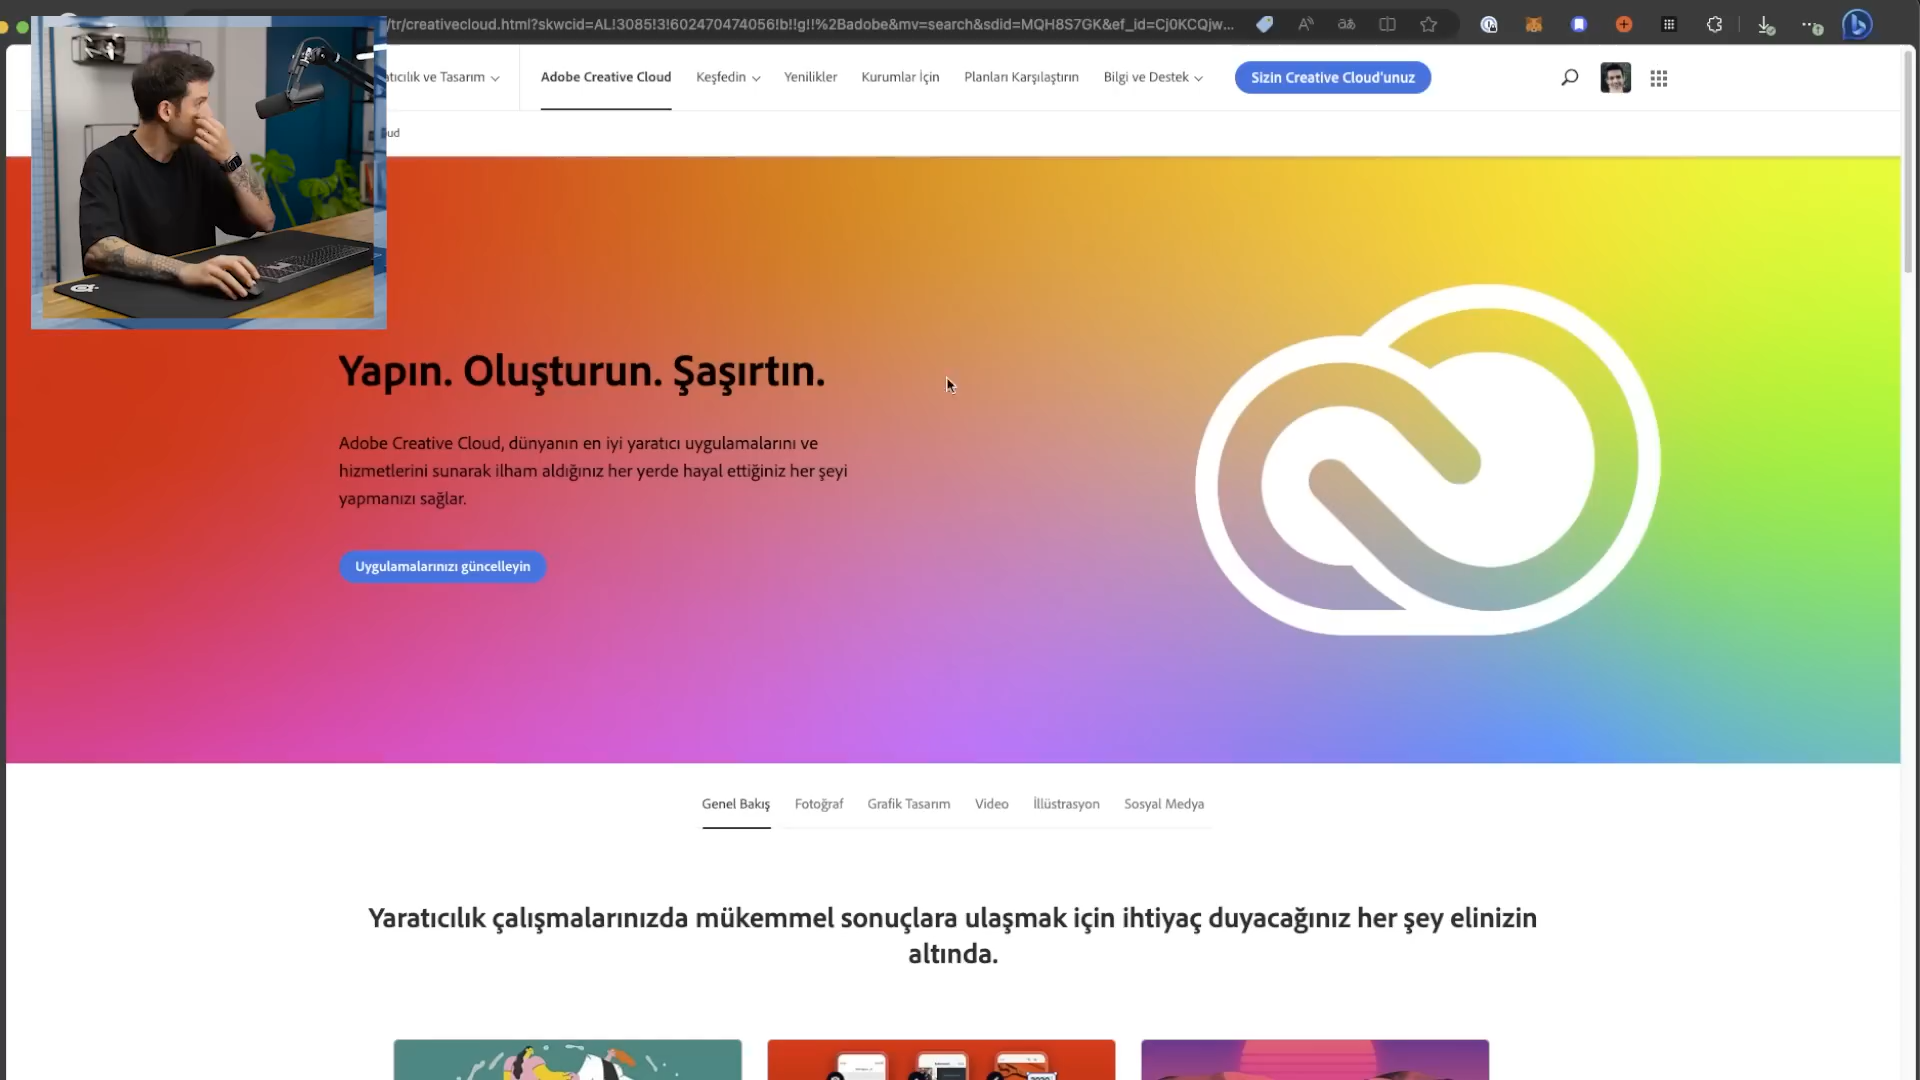 /tr/creativecloud.html?skwcid=AL!3085!3!602470474056!b!!g!!%2Badobe&mv=search&sdid=MQH8S7GK&ef_id=Cj0KCQjw...
atıcılık ve Tasarım
Adobe Creative Cloud
Keşfedin
Yenilikler
Kurumlar İçin
Planları Karşılaştırın
Bilgi ve Destek
Sizin Creative Cloud'unuz
oud
Yapın. Oluşturun. Şaşırtın.
Adobe Creative Cloud, dünyanın en iyi yaratıcı uygulamalarını ve
hizmetlerini sunarak ilham aldığınız her yerde hayal ettiğiniz her şeyi
yapmanızı sağlar.
Uygulamalarınızı güncelleyin
Genel Bakış
Fotoğraf
Grafik Tasarım
Video
İllüstrasyon
Sosyal Medya
Yaratıcılık çalışmalarınızda mükemmel sonuçlara ulaşmak için ihtiyaç duyacağınız her şey elinizin
altında.